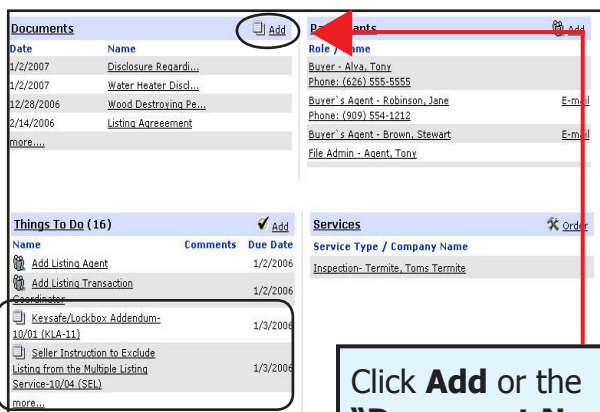 Documents Add
Date Name
1/2/2007 Disclosure Regardi...
1/2/2007 Water Heater Discl...
12/28/2006 Wood Destroying Pe...
2/14/2006 Listing Agreeement
more....
Add
Role / Name
Buyer - Alva, Tony
Phone: (626) 555-5555
Buyer`s Agent - Robinson, Jane E-mail
Phone: (909) 554-1212
Buyer`s Agent - Brown, Stewart E-mail
File Admin - Agent, Tony
Things To Do (16) Add
Name Comments Due Date
Add Listing Agent 1/2/2006
Add Listing Transaction
Coordinator 1/2/2006
Keysafe/Lockbox Addendum-
10/01 (KLA-11) 1/3/2006
Seller Instruction to Exclude
Listing from the Multiple Listing 1/3/2006
Service-10/04 (SEL)
more...
Services Order
Service Type / Company Name
Inspection- Termite, Toms Termite
Click Add or the